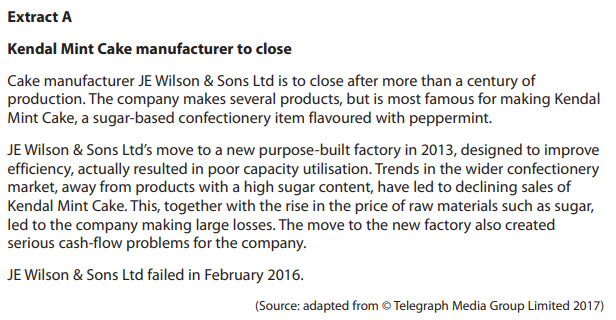 Extract A
Kendal Mint Cake manufacturer to close
Cake manufacturer JE Wilson & Sons Ltd is to close after more than a century of
production. The company makes several products, but is most famous for making Kendal
Mint Cake, a sugar-based confectionery item flavoured with peppermint.
JE Wilson & Sons Ltd’s move to a new purpose-built factory in 2013, designed to improve
efficiency, actually resulted in poor capacity utilisation. Trends in the wider confectionery
market, away from products with a high sugar content, have led to declining sales of
Kendal Mint Cake. This, together with the rise in the price of raw materials such as sugar,
led to the company making large losses. The move to the new factory also created
serious cash-flow problems for the company.
JE Wilson & Sons Ltd failed in February 2016.
(Source: adapted from © Telegraph Media Group Limited 2017)